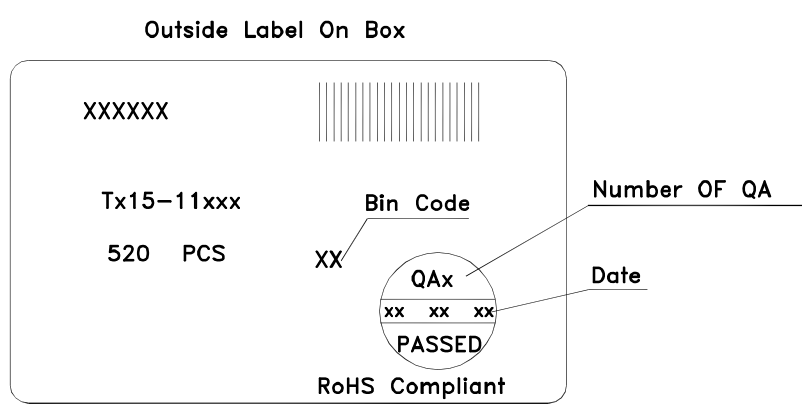 Outside Label On Box
XXXXXX
Tx15-11xxx
Bin Code
Number OF QA
520 PCS
XX
QAx
Date
xx xx xx
PASSED
RoHS Compliant